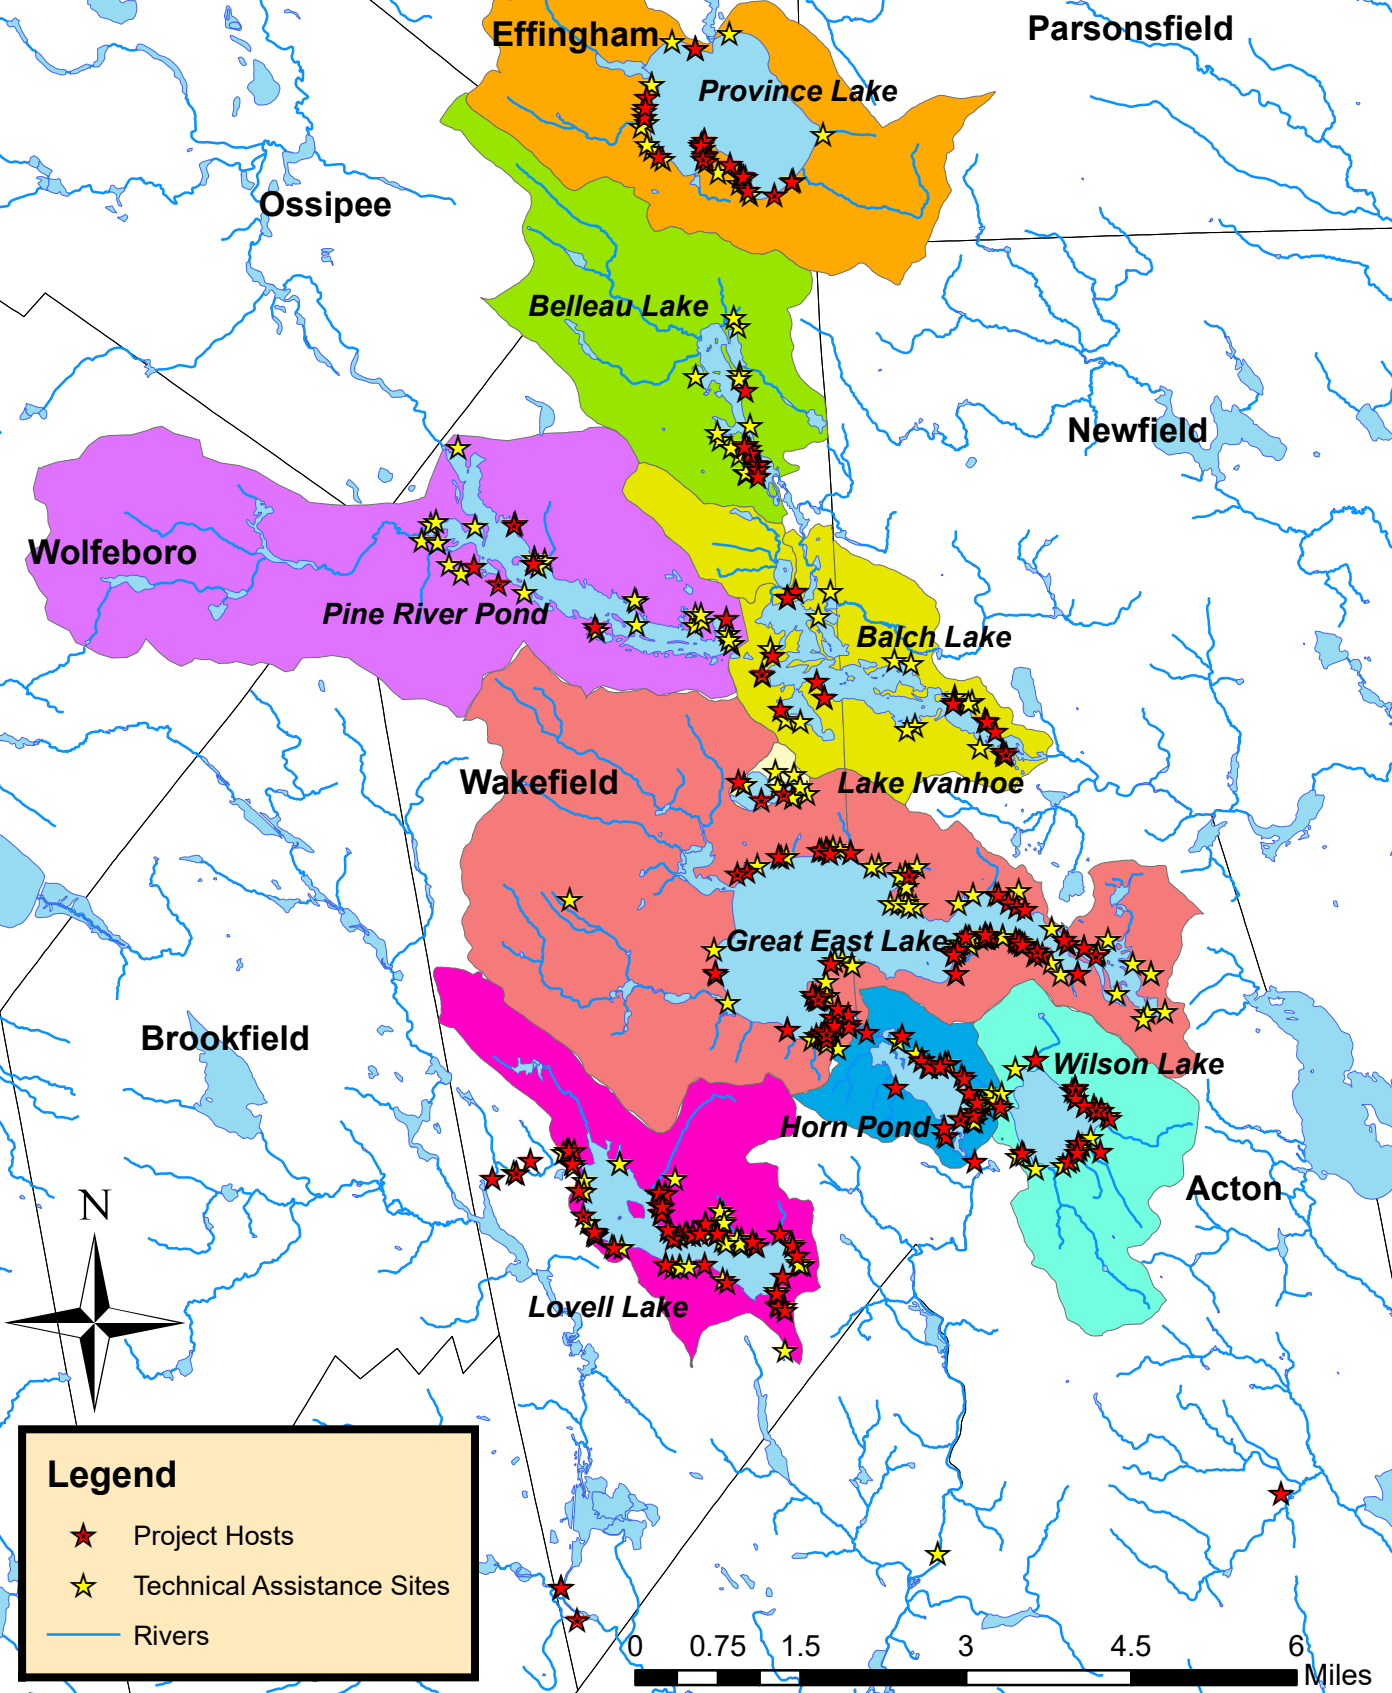 Parsonsfield
Effingham
Province Lake
Ossipee
Belleau Lake
Newfield
Wolfeboro
Pine River Pond
Balch Lake
Wakefield
Lake Ivanhoe
Great East Lake
Brookfield
Wilson Lake
Horn Pond
Acton
N
Lovell Lake
Legend
Project Hosts
Technical Assistance Sites
Rivers
0 0.75 1.5 3 4.5 6
Miles